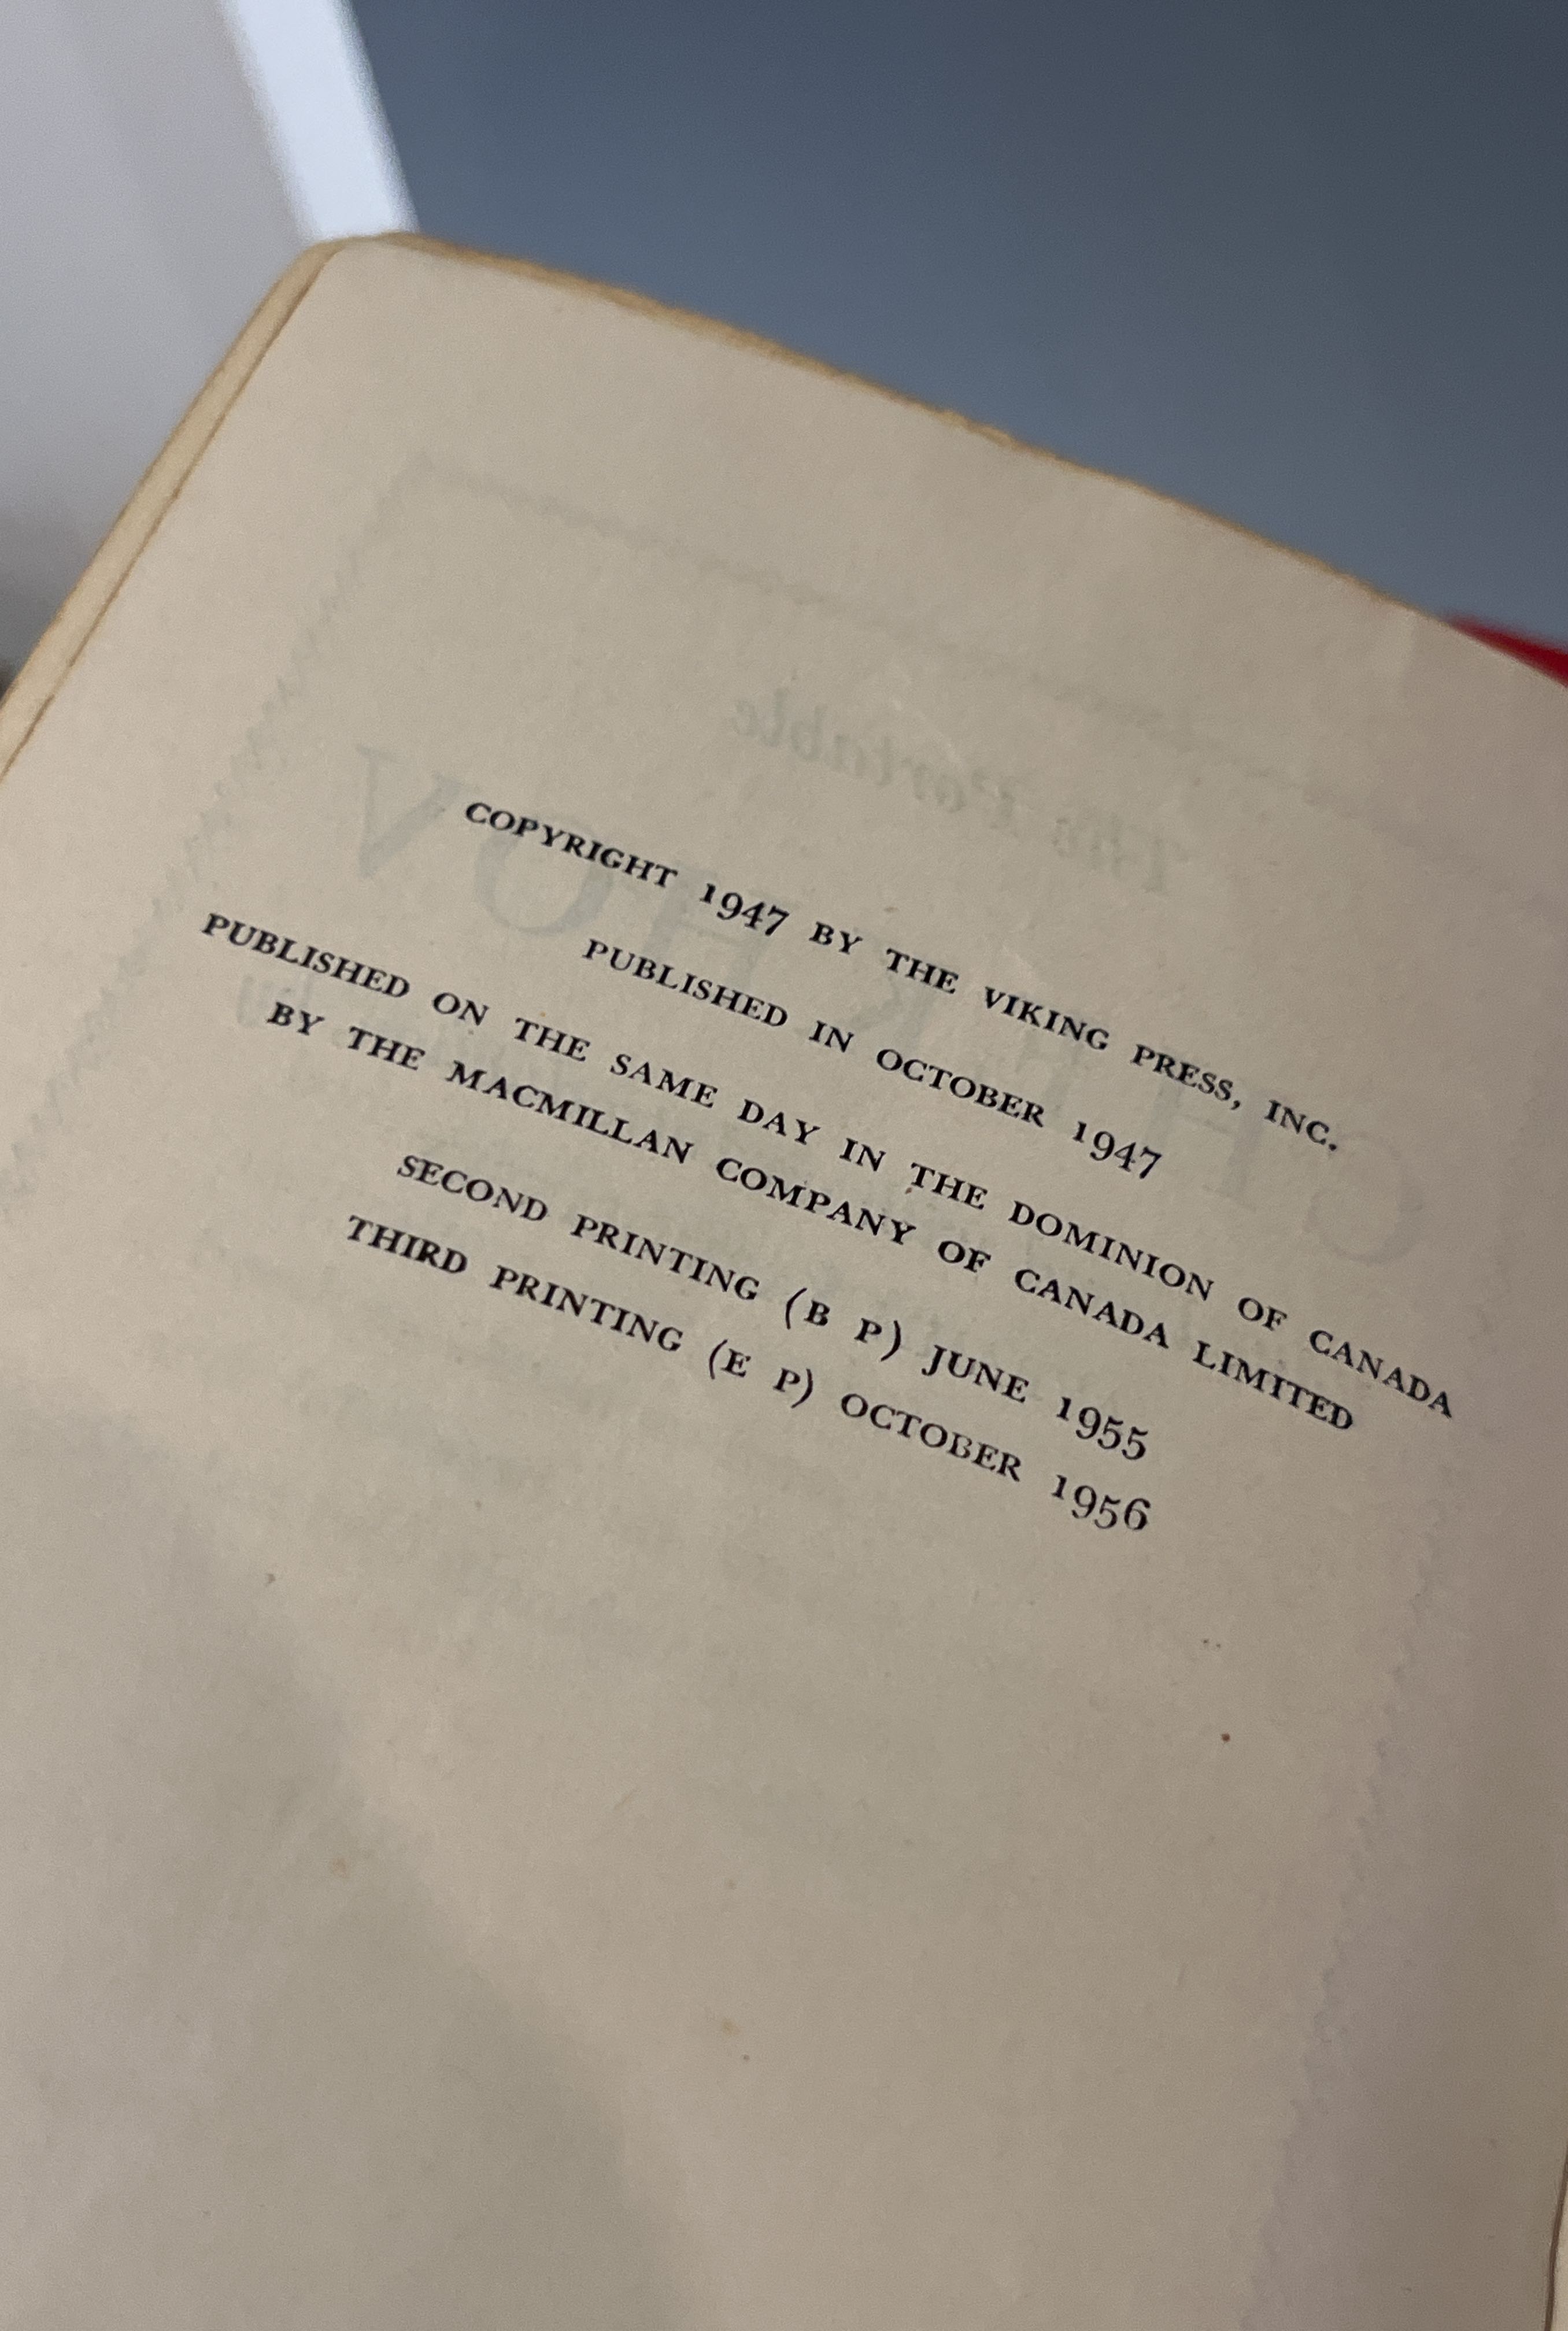 COPYRIGHT 1947 BY THE VIKING PRESS, INC.
PUBLISHED IN OCTOBER 1947
PUBLISHED ON THE SAME DAY IN THE DOMINION OF CANADA
BY THE MACMILLAN COMPANY OF CANADA LIMITED
SECOND PRINTING (B P) JUNE 1955
THIRD PRINTING (E P) OCTOBER 1956